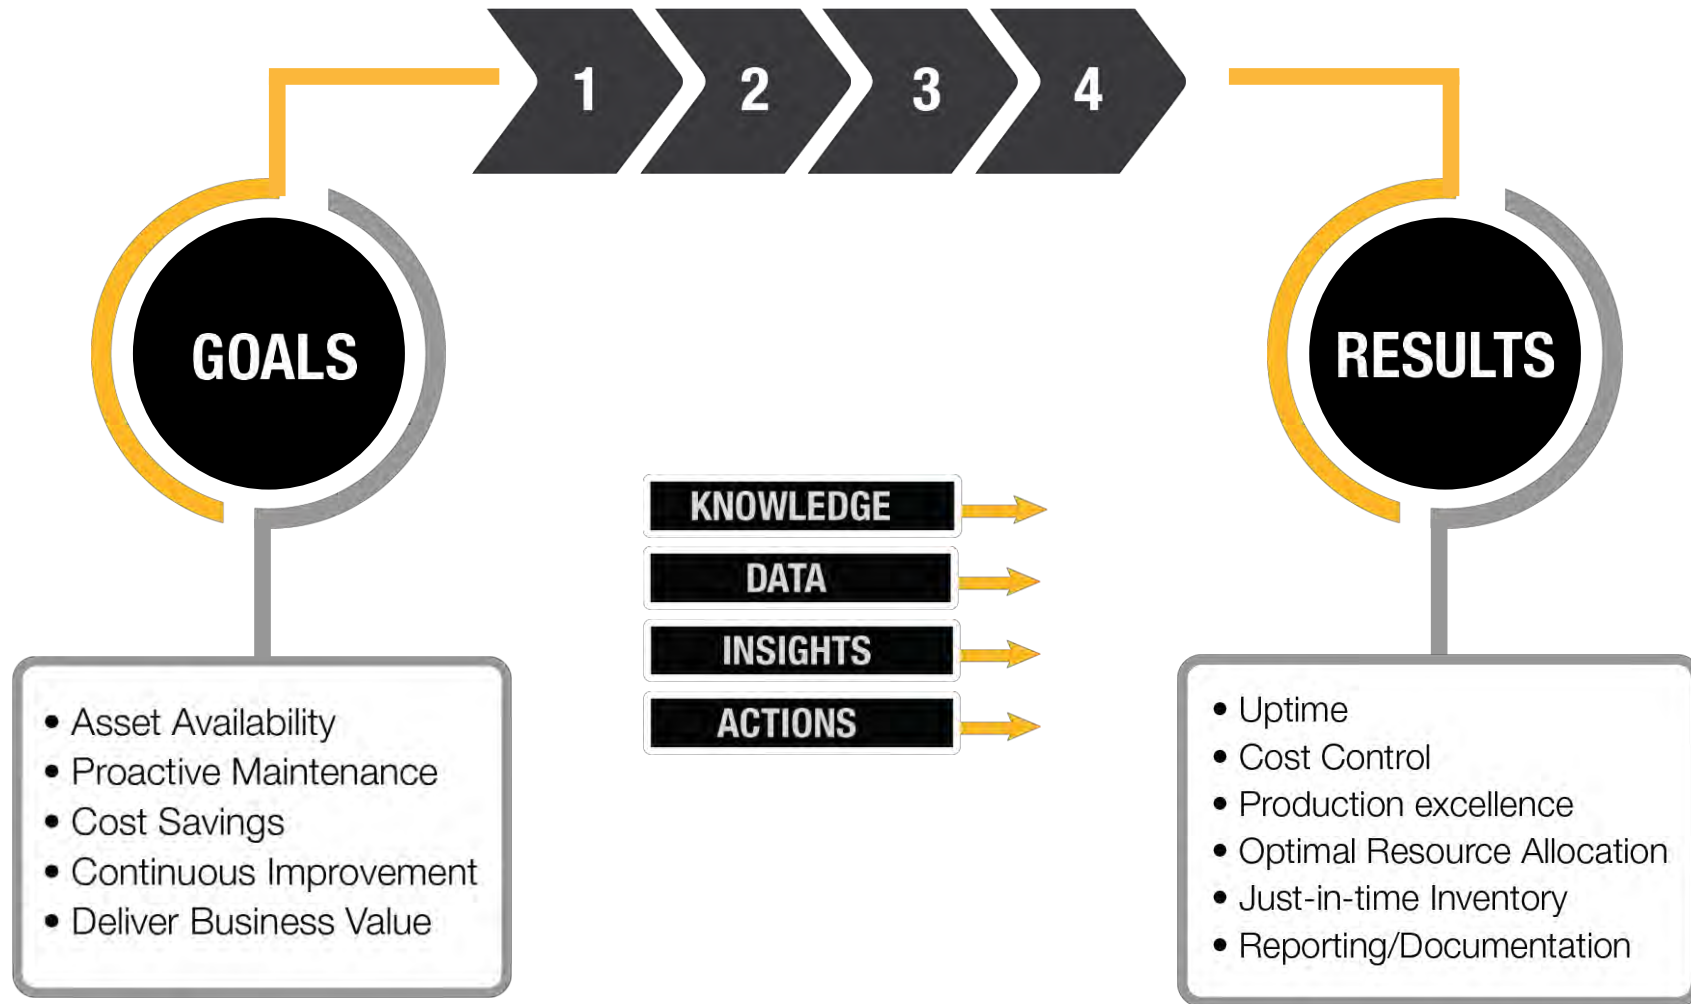 1 2 3 4
GOALS
RESULTS
KNOWLEDGE
DATA
INSIGHTS
ACTIONS
• Asset Availability
• Proactive Maintenance
• Cost Savings
• Continuous Improvement
• Deliver Business Value
• Uptime
• Cost Control
• Production excellence
• Optimal Resource Allocation
• Just-in-time Inventory
• Reporting/Documentation